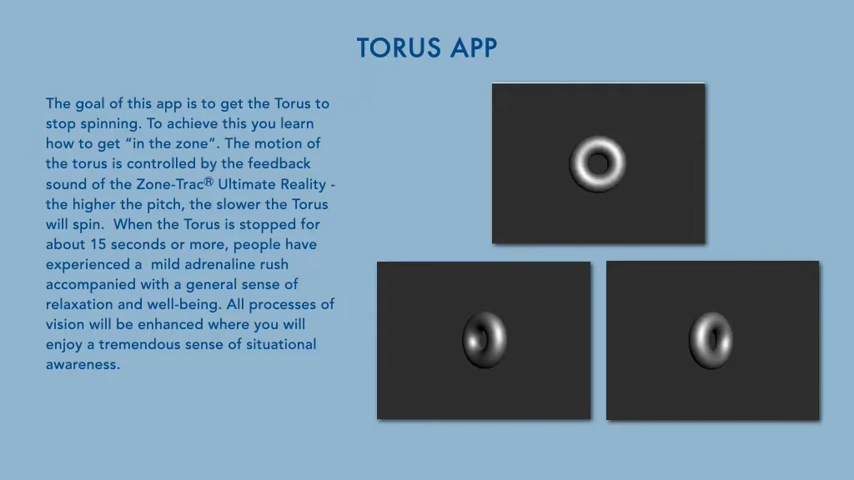 TORUS APP
The goal of this app is to get the Torus to
stop spinning. To achieve this you learn
how to get “in the zone”. The motion of
the torus is controlled by the feedback
sound of the Zone-Trac® Ultimate Reality -
the higher the pitch, the slower the Torus
will spin.  When the Torus is stopped for
about 15 seconds or more, people have
experienced a  mild adrenaline rush
accompanied with a general sense of
relaxation and well-being. All processes of
vision will be enhanced where you will
enjoy a tremendous sense of situational
awareness.